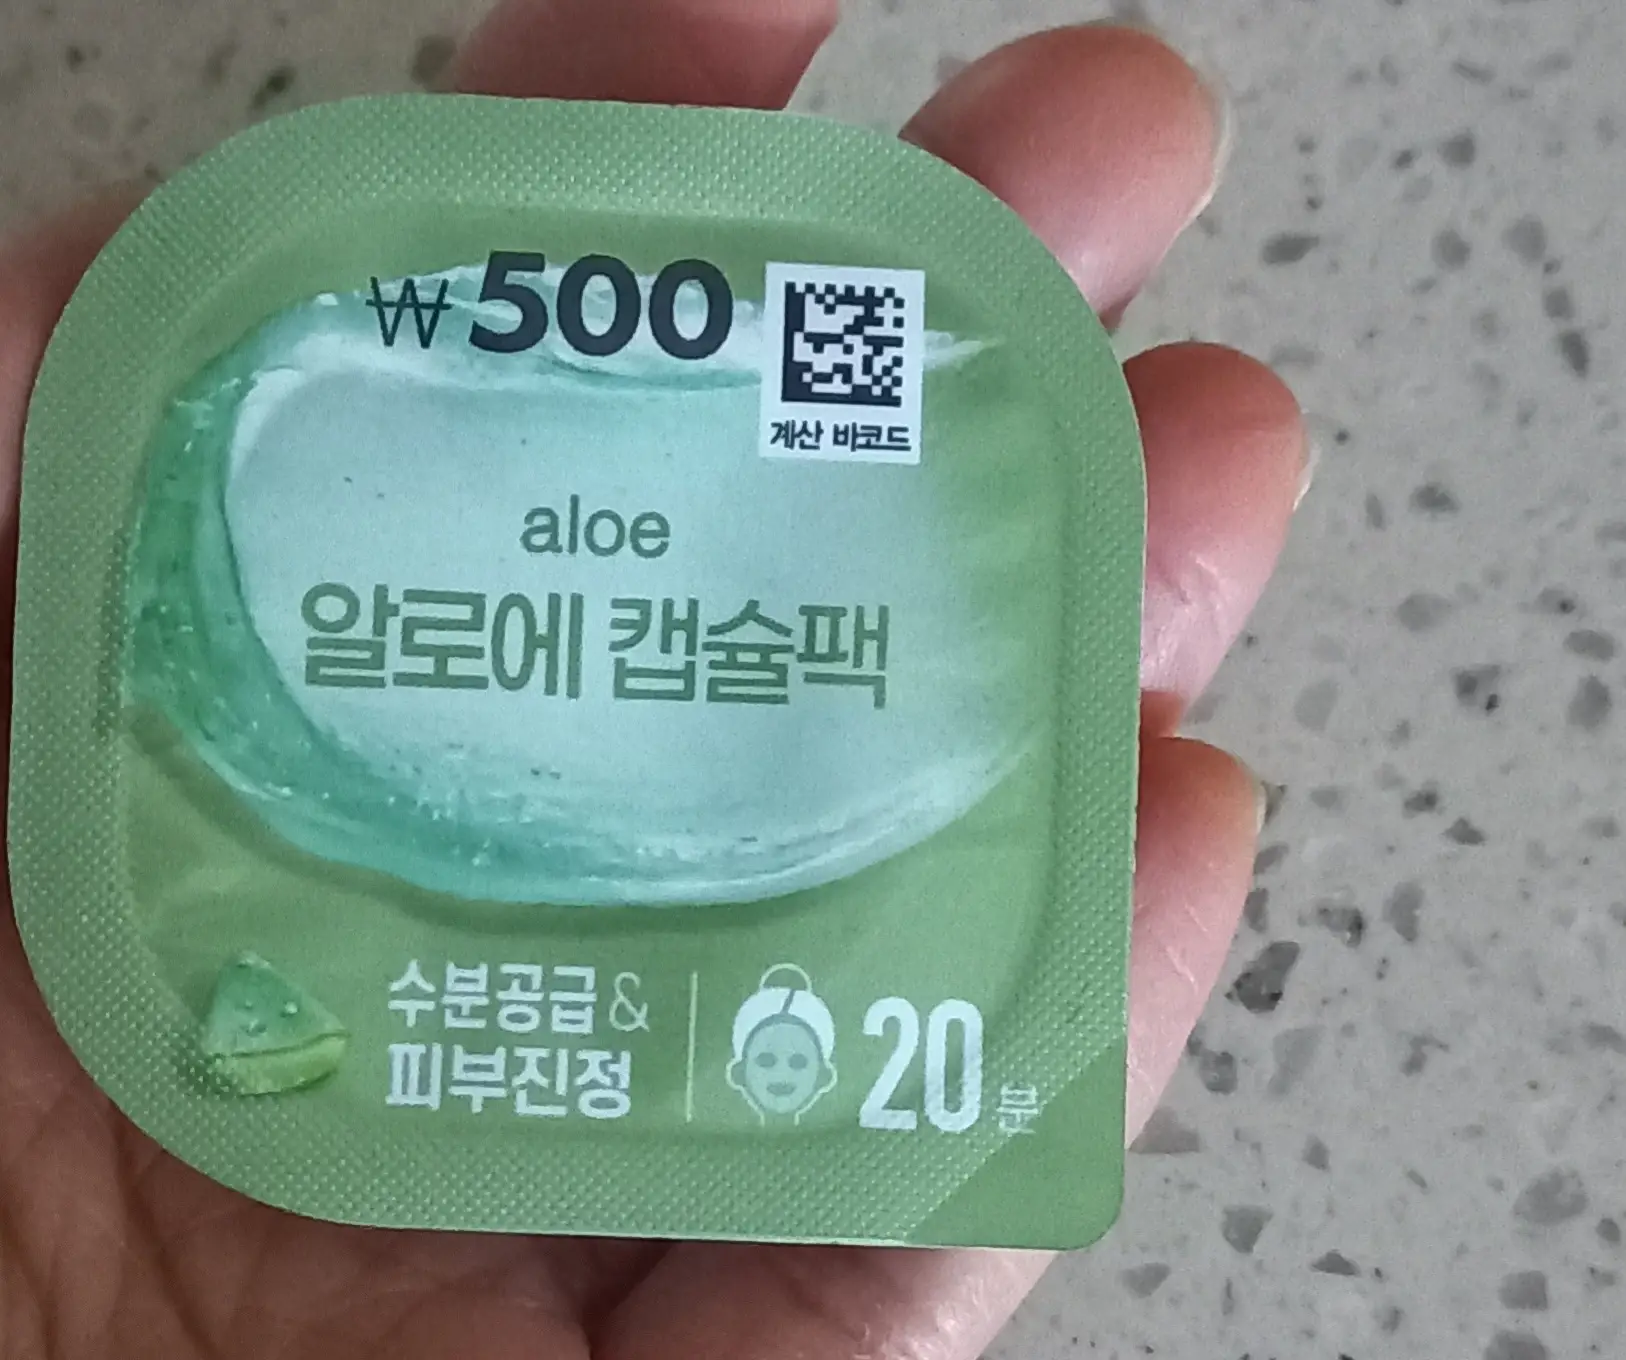 ₩500
계산 바코드
aloe
알로에 캡슐팩
수분공급 &
피부진정
20분